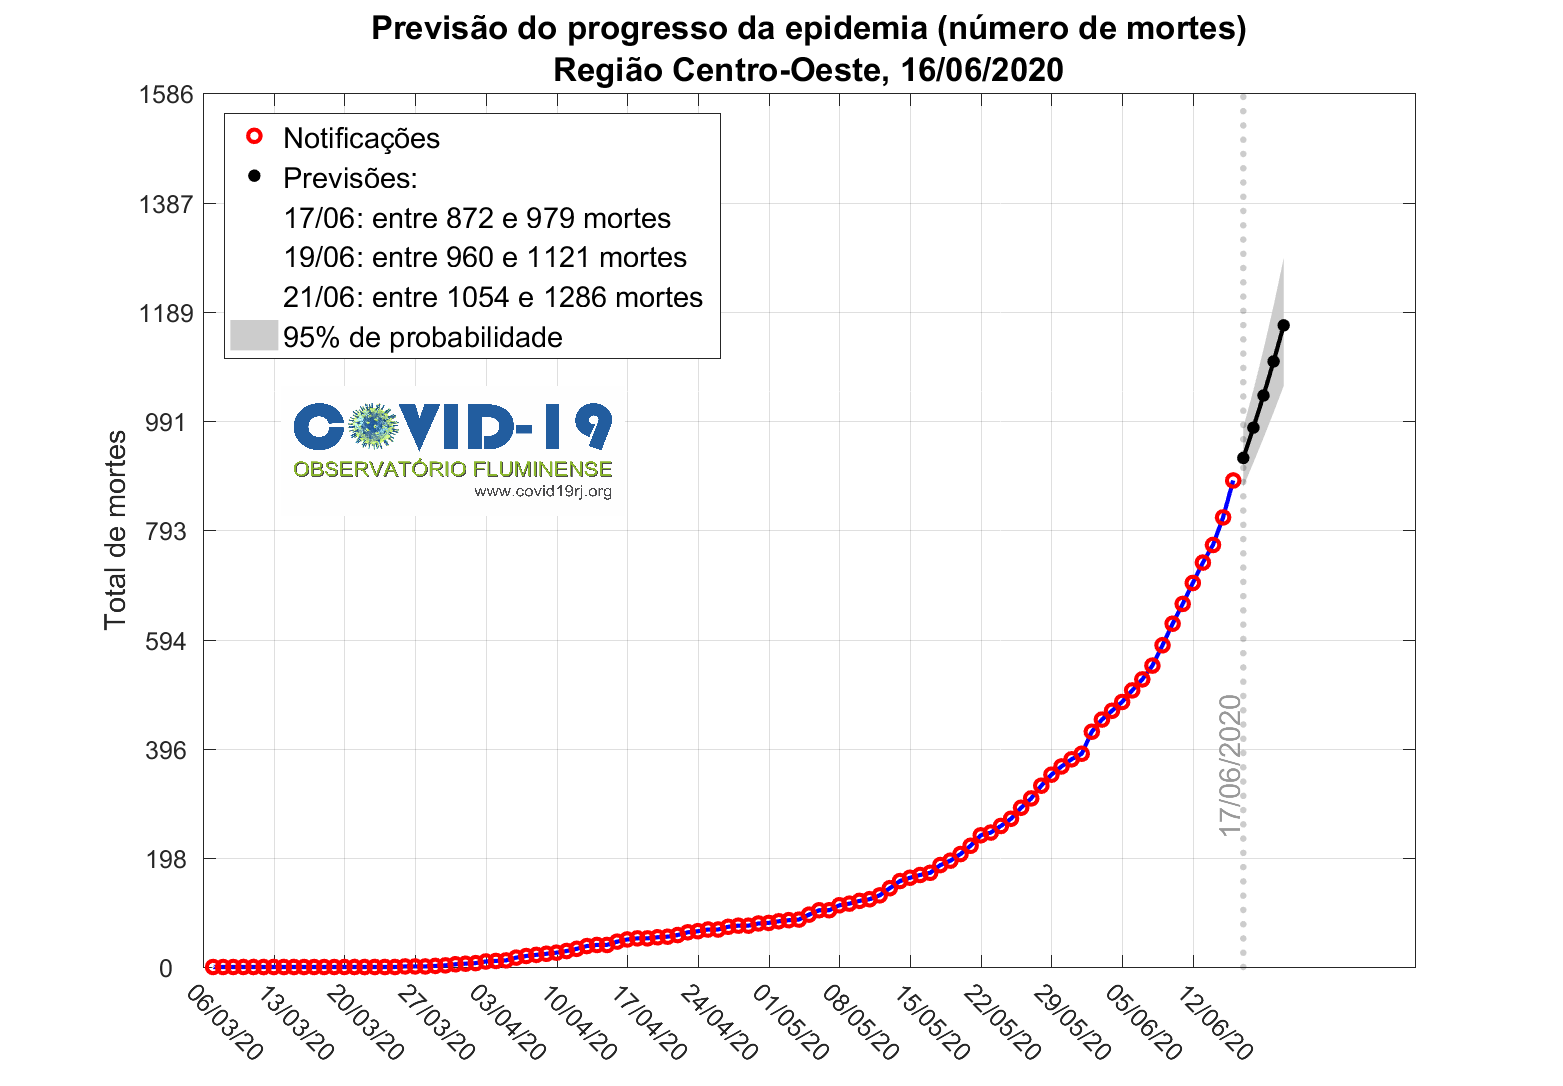 Previsão do progresso da epidemia (número de mortes)
Região Centro-Oeste, 16/06/2020
Notificações
Previsões:
17/06: entre 872 e 979 mortes
19/06: entre 960 e 1121 mortes
21/06: entre 1054 e 1286 mortes
95% de probabilidade
COVID-19
OBSERVATÓRIO FLUMINENSE
www.covid19rj.org
Total de mortes
1586
1387
1189
991
793
594
396
198
0
17/06/2020
06/03/20
13/03/20
20/03/20
27/03/20
03/04/20
10/04/20
17/04/20
24/04/20
01/05/20
08/05/20
15/05/20
22/05/20
29/05/20
05/06/20
12/06/20